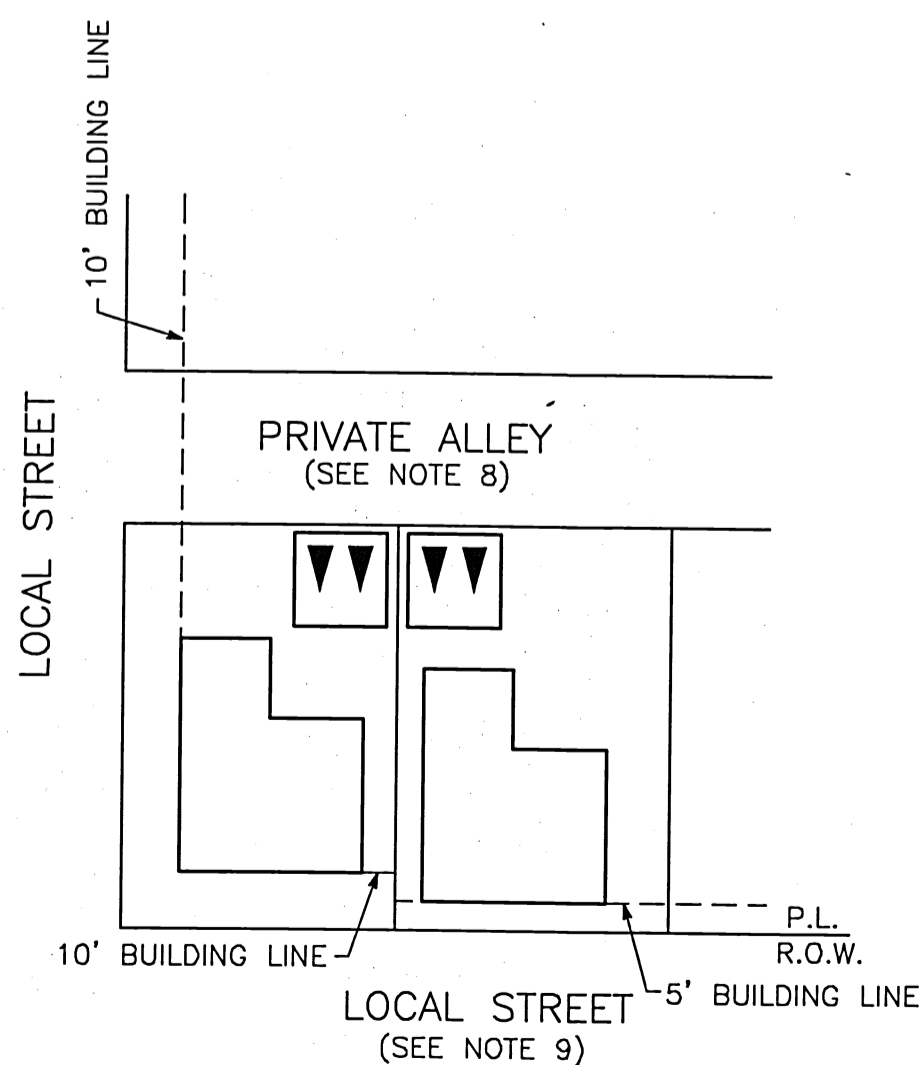 10' BUILDING LINE
LOCAL STREET
PRIVATE ALLEY
(SEE NOTE 8)
P.L.
R.O.W.
10' BUILDING LINE
5' BUILDING LINE
LOCAL STREET
(SEE NOTE 9)